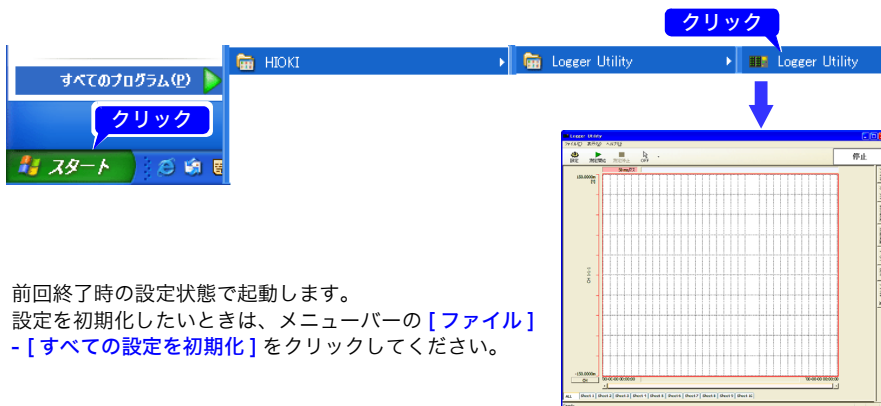 クリック
HIOKI
Logger Utility
Logger Utility
すべてのプログラム(P)
クリック
スタート
Logger Utility
停止
CH
ALL
前回終了時の設定状態で起動します。
設定を初期化したいときは、メニューバーの [ ファイル ]
- [ すべての設定を初期化 ] をクリックしてください。